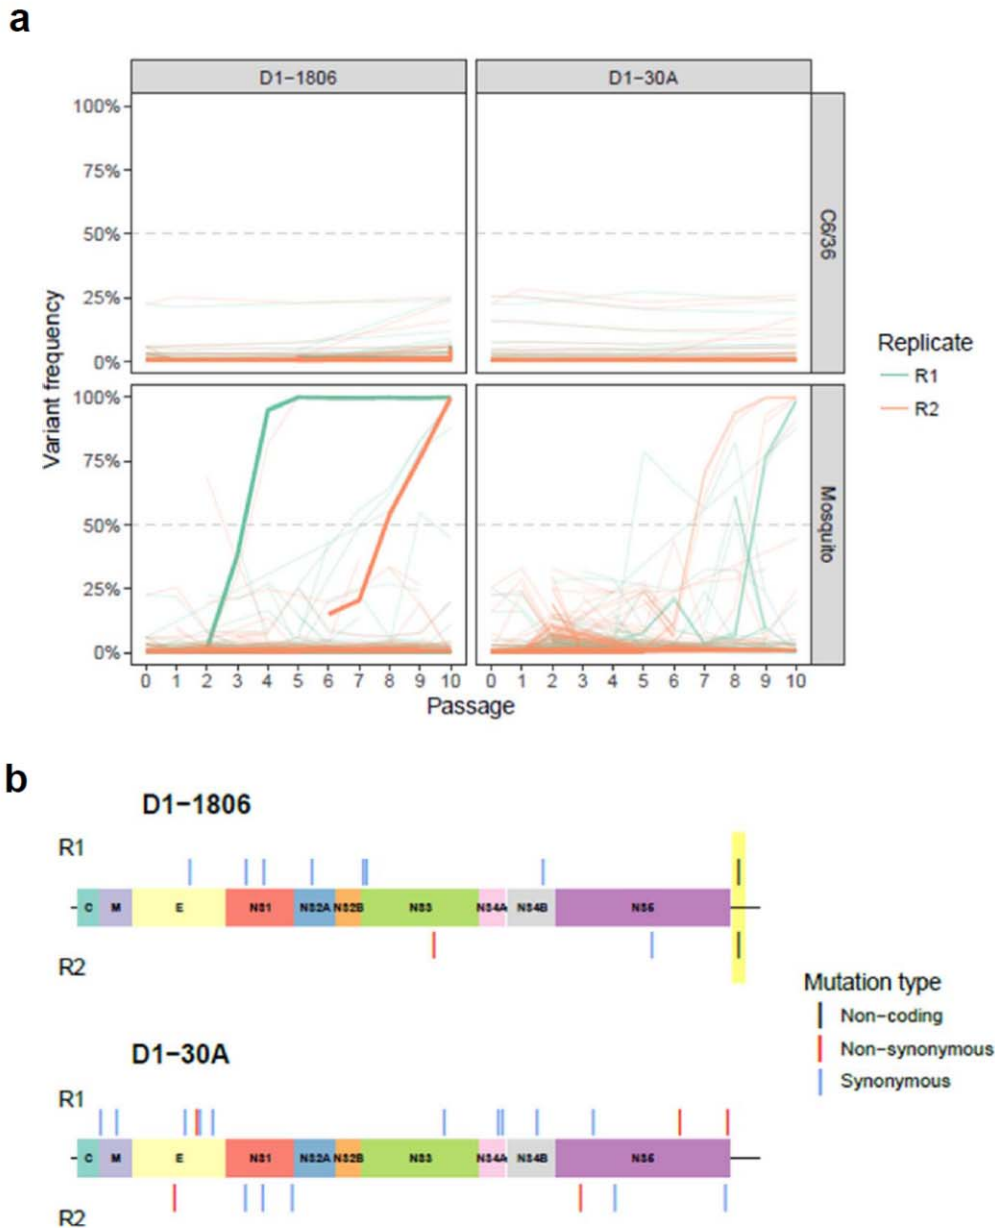 a
D1−1806
D1−30A
100%
75%
50%
25%
0%
C6/36
100%
75%
50%
25%
0%
Mosquito
Variant frequency
0 1 2 3 4 5 6 7 8 9 10
0 1 2 3 4 5 6 7 8 9 10
Passage
Replicate
R1
R2
b
D1−1806
R1
C M E NS1 NS2A NS2B NS3 NS4A NS4B NS5
R2
D1−30A
R1
C M E NS1 NS2A NS2B NS3 NS4A NS4B NS5
R2
Mutation type
Non−coding
Non−synonymous
Synonymous